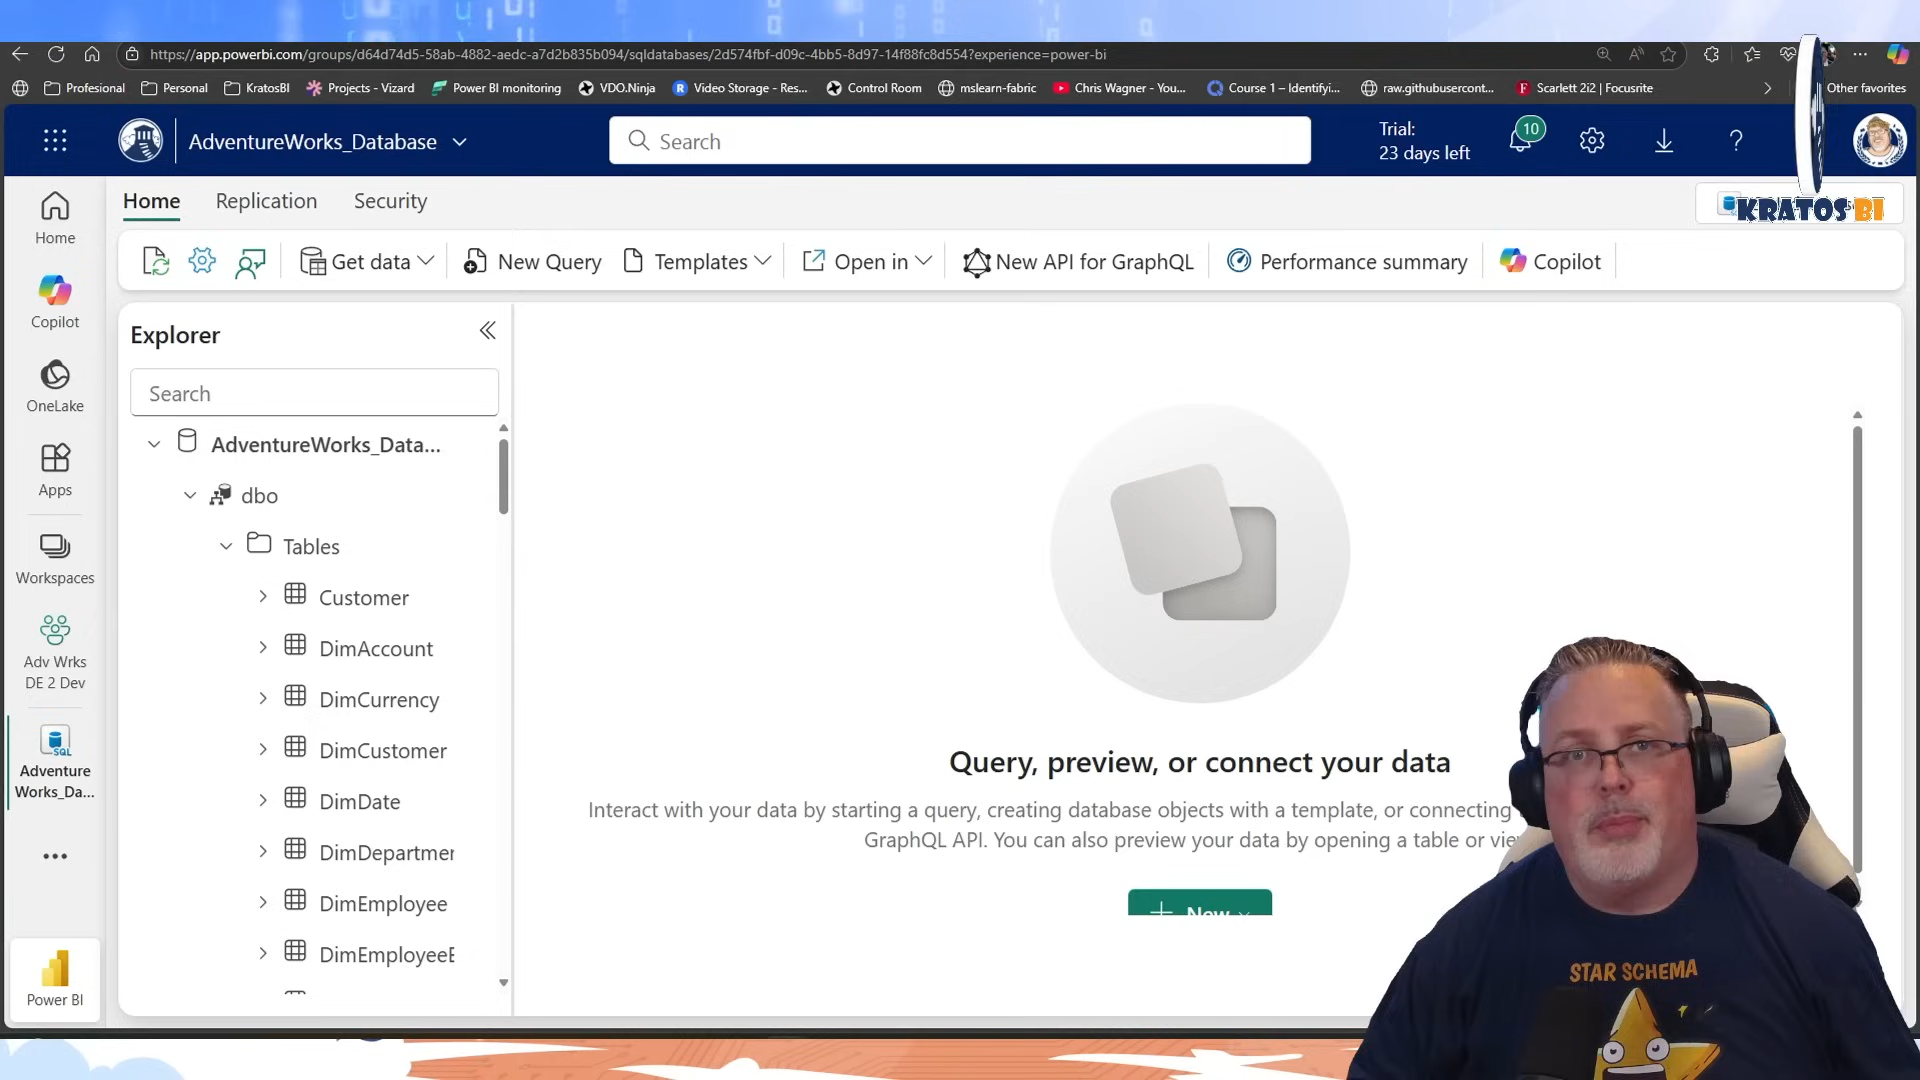 https://app.powerbi.com/groups/d64d74d5-58ab-4882-aedc-a7d2b835b094/sqldatabases/2d574fbf-d09c-4bb5-8d97-14f88fc8d554?experience=power-bi
Profesional Personal KratosBI Projects - Vizard Power BI monitoring VDO.Ninja Video Storage - Res... Control Room mslearn-fabric Chris Wagner - You... Course 1 – Identifyi... raw.githubusercont... Scarlett 2i2 | Focusrite Other favorites
AdventureWorks_Database
Search
Trial:
23 days left
10
Home Replication Security
KRATOS BI
Get data New Query Templates Open in New API for GraphQL Performance summary Copilot
Home
Copilot
OneLake
Apps
Workspaces
Adv Wrks
DE 2 Dev
SQL
Adventure
Works_Da...
Power BI
Explorer
Search
AdventureWorks_Data...
dbo
Tables
Customer
DimAccount
DimCurrency
DimCustomer
DimDate
DimDepartmen
DimEmployee
DimEmployeeE
Query, preview, or connect your data
Interact with your data by starting a query, creating database objects with a template, or connecting
GraphQL API. You can also preview your data by opening a table or vie
New
STAR SCHEMA